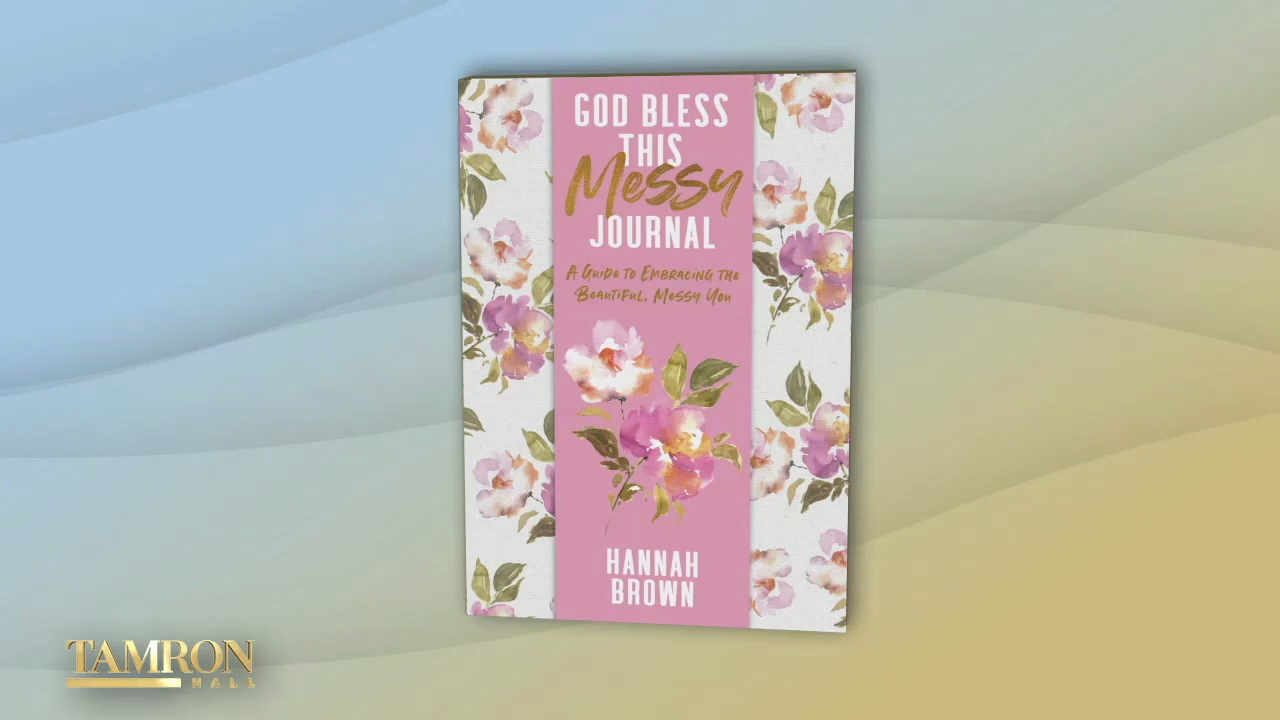 GOD BLESS
THIS
Messy
JOURNAL
A GUIDE TO EMBRACING THE
BEAUTIFUL, MESSY YOU
HANNAH
BROWN
TAMRON
HALL